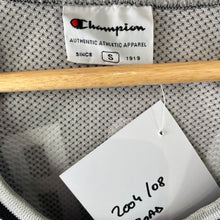 Champion
AUTHENTIC ATHLETIC APPAREL
SINCE S 1919
2004/08